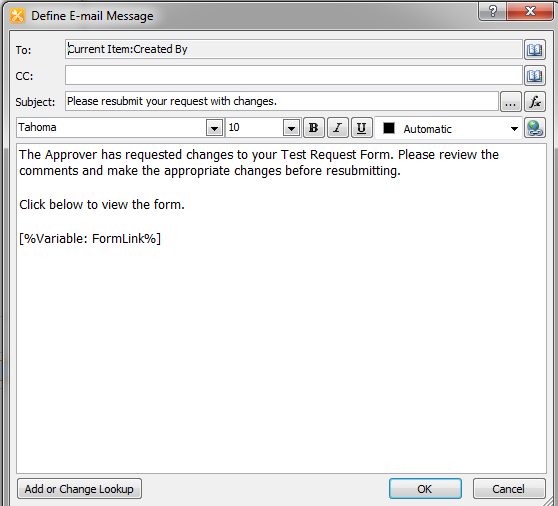 Define E-mail Message
?
X
To: Current Item:Created By
CC:
Subject: Please resubmit your request with changes. ... fx
Tahoma 10 B I U Automatic
The Approver has requested changes to your Test Request Form. Please review the
comments and make the appropriate changes before resubmitting.
Click below to view the form.
[%Variable: FormLink%]
Add or Change Lookup OK Cancel